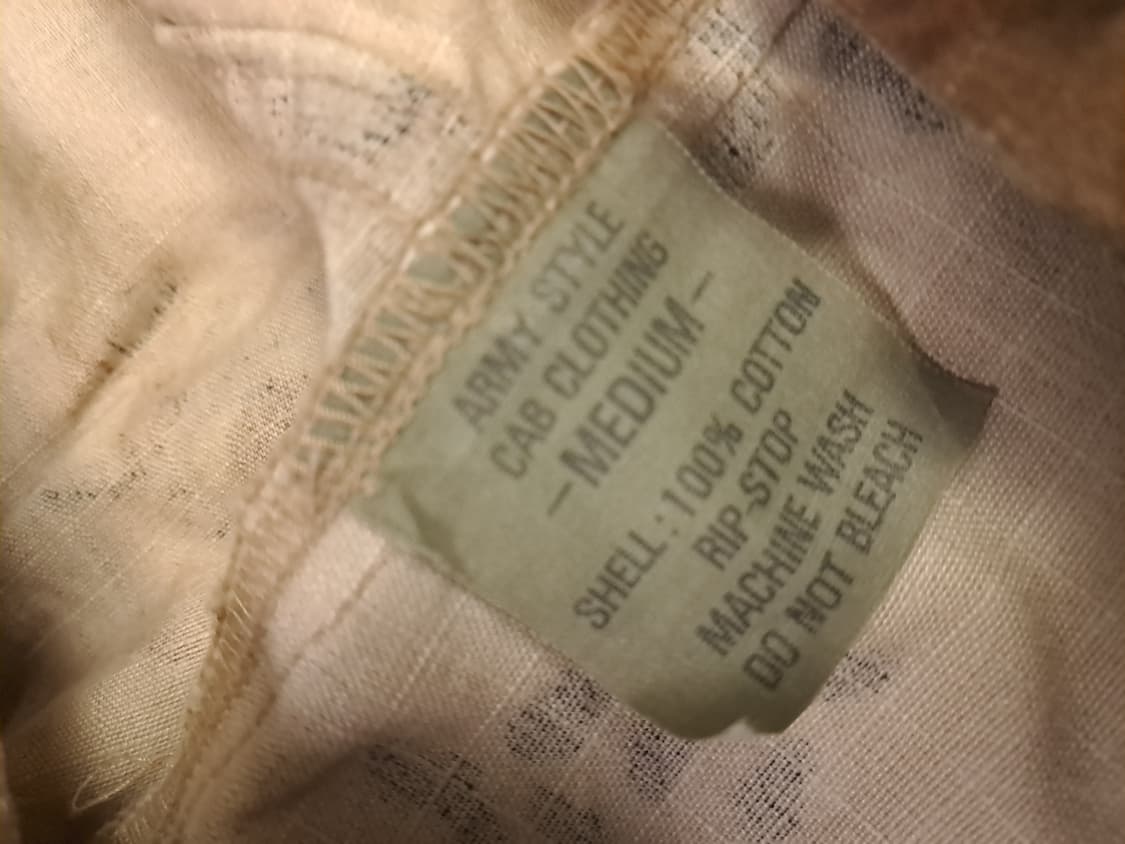 ARMY STYLE
CAB CLOTHING
—MEDIUM—
SHELL : 100% COTTON
RIP-STOP
MACHINE WASH
DO NOT BLEACH